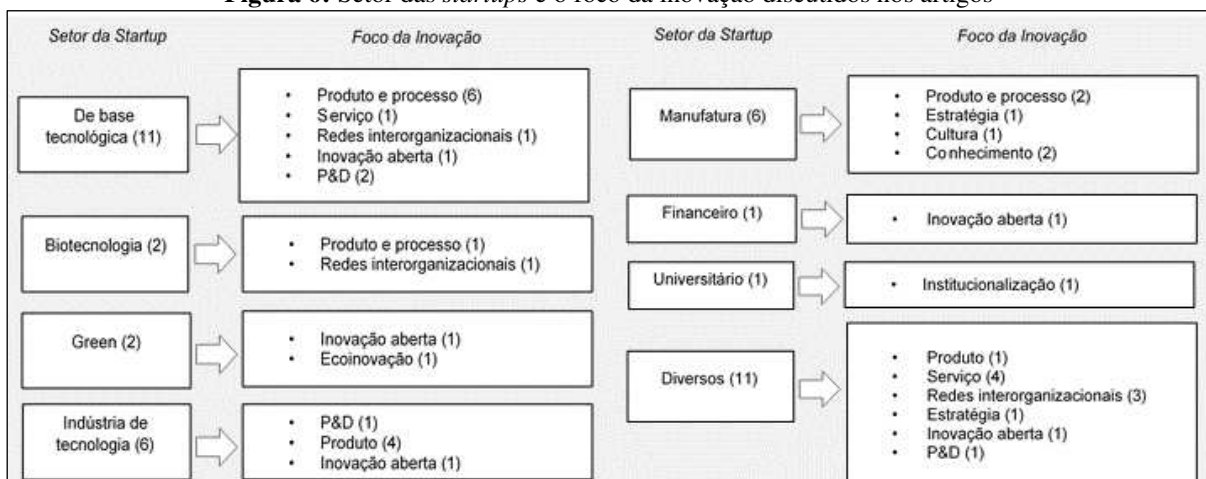 Figura 6: Setor das startups e o foco da inovação discutidos nos artigos
Setor da Startup
Foco da Inovação
De base
tecnológica (11)
• Produto e processo (6)
• Serviço (1)
• Redes interorganizacionais (1)
• Inovação aberta (1)
• P&D (2)
Biotecnologia (2)
• Produto e processo (1)
• Redes interorganizacionais (1)
Green (2)
• Inovação aberta (1)
• Ecoinovação (1)
Indústria de
tecnologia (6)
• P&D (1)
• Produto (4)
• Inovação aberta (1)
Setor da Startup
Foco da Inovação
Manufatura (6)
• Produto e processo (2)
• Estratégia (1)
• Cultura (1)
• Conhecimento (2)
Financeiro (1)
• Inovação aberta (1)
Universitário (1)
• Institucionalização (1)
Diversos (11)
• Produto (1)
• Serviço (4)
• Redes interorganizacionais (3)
• Estratégia (1)
• Inovação aberta (1)
• P&D (1)